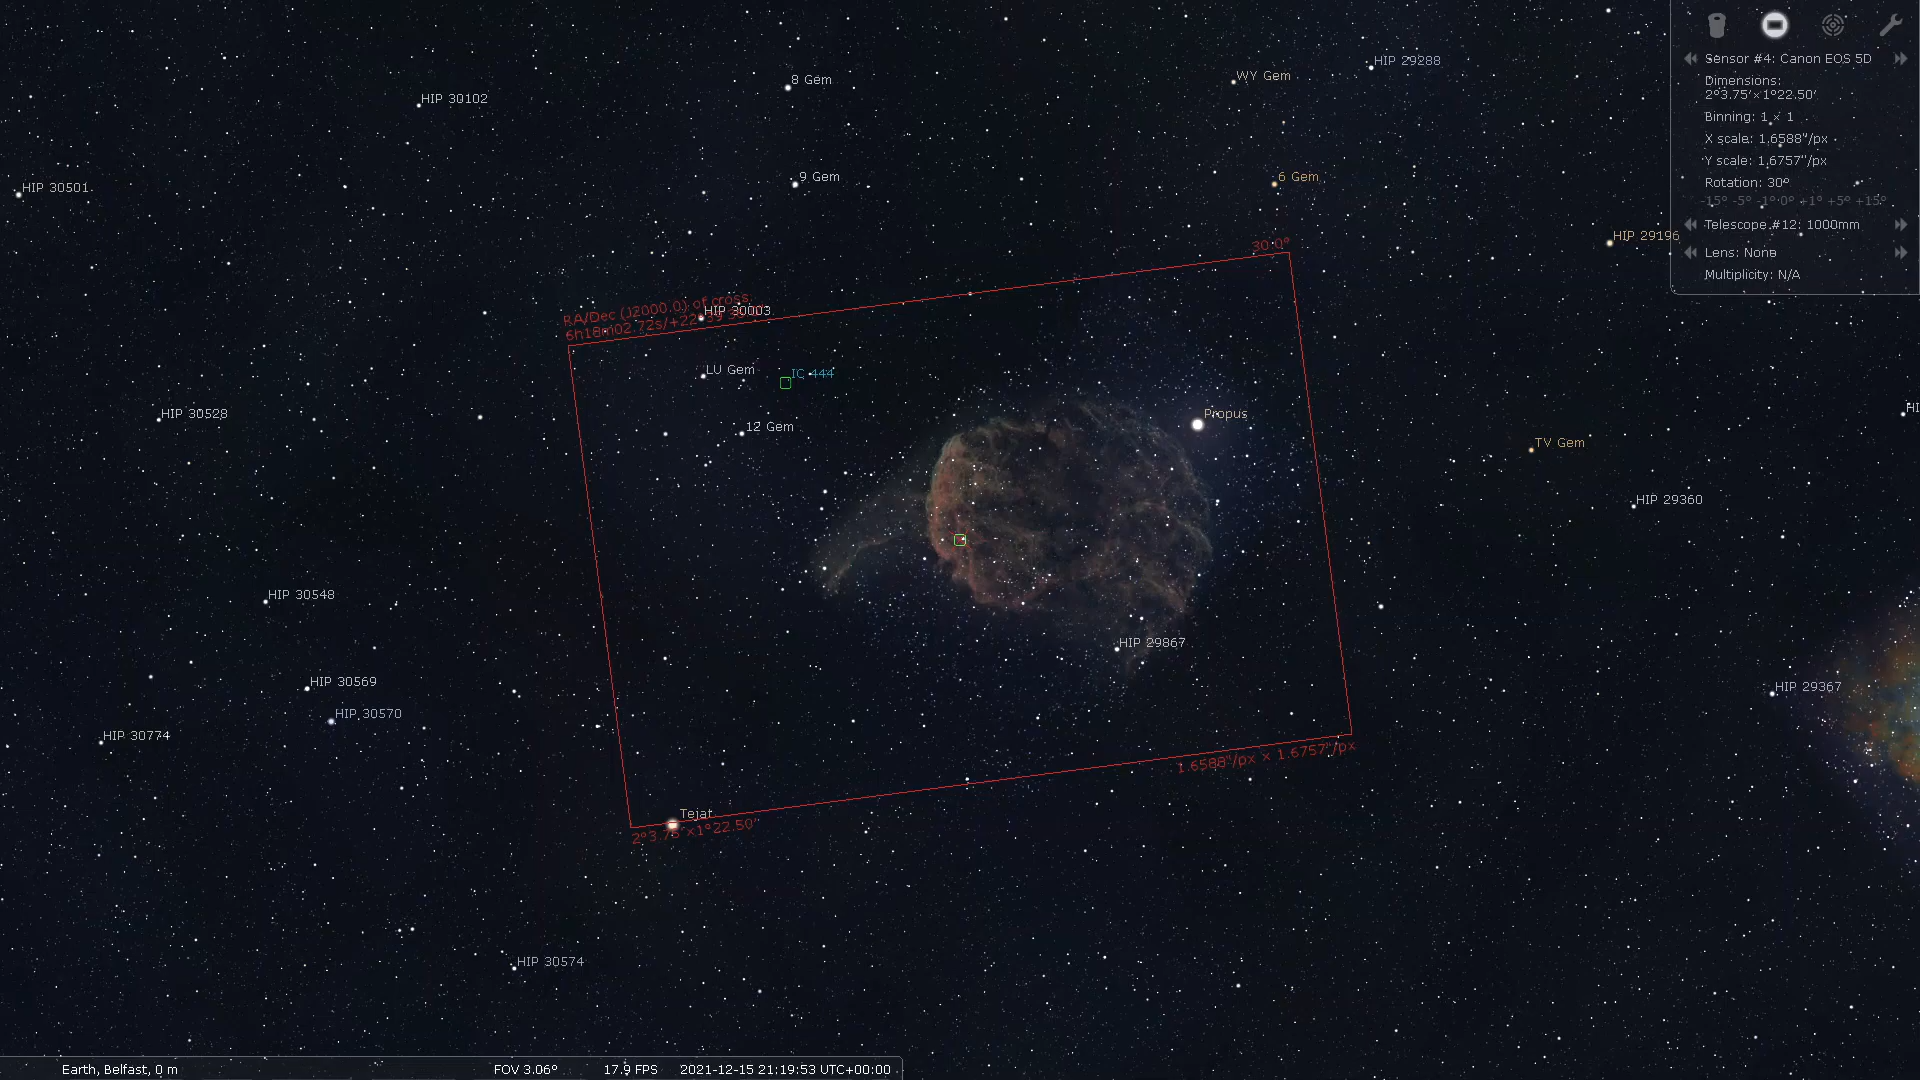 Sensor #4: Canon EOS 5D
Dimensions:
2°3.75'×1°22.50'
Binning: 1 × 1
X scale: 1.6588"/px
Y scale: 1.6757"/px
Rotation: 30°
-15° -5° -1° 0° +1° +5° +15°
Telescope #12: 1000mm
Lens: None
Multiplicity: N/A
HIP 29288
WY Gem
8 Gem
HIP 30102
9 Gem
6 Gem
HIP 30501
HIP 29196
30.0°
RA/Dec (J2000.0) of cross
HIP 30003
6h18m02.72s/+22°
LU Gem
IC 444
HI
HIP 30528
Propus
12 Gem
TV Gem
HIP 29360
HIP 30548
HIP 29867
HIP 30569
HIP 29367
HIP 30570
HIP 30774
1.6588"/px × 1.6757"/px
Tejat
2°3.75'×1°22.50'
HIP 30574
Earth, Belfast, 0 m
FOV 3.06°
17.9 FPS
2021-12-15 21:19:53 UTC+00:00